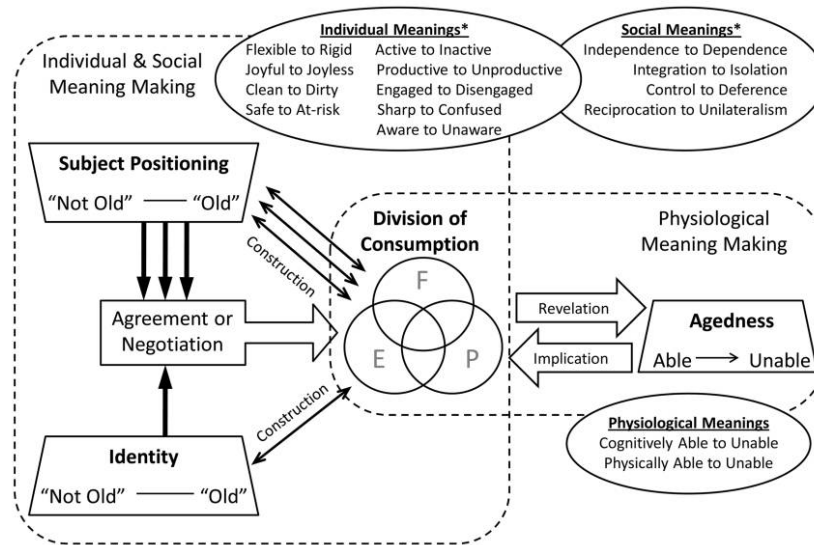 Individual & Social
Meaning Making
Individual Meanings*
Flexible to Rigid
Joyful to Joyless
Clean to Dirty
Safe to At-risk
Active to Inactive
Productive to Unproductive
Engaged to Disengaged
Sharp to Confused
Aware to Unaware
Social Meanings*
Independence to Dependence
Integration to Isolation
Control to Deference
Reciprocation to Unilateralism
Subject Positioning
“Not Old” “Old”
Construction
Division of
Consumption
F
E P
Physiological
Meaning Making
Agreement or
Negotiation
Revelation
Implication
Agedness
Able Unable
Construction
Identity
“Not Old” “Old”
Physiological Meanings
Cognitively Able to Unable
Physically Able to Unable